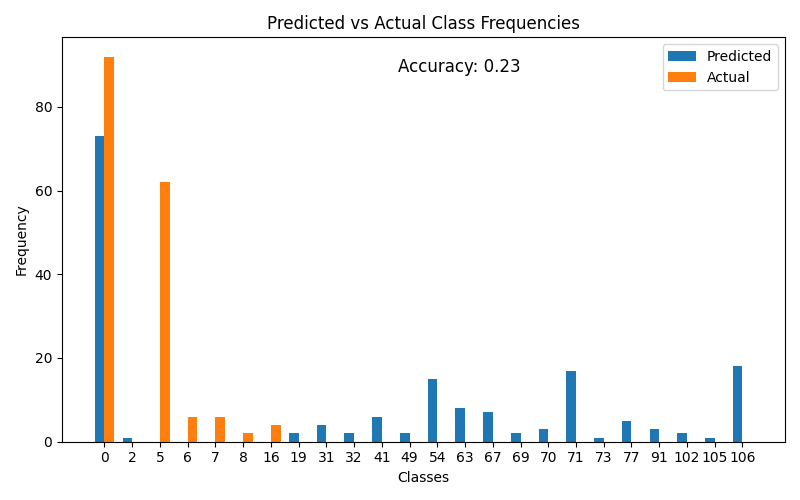 Predicted vs Actual Class Frequencies
Accuracy: 0.23
Predicted
Actual
Frequency
80
60
40
20
0
0 2 5 6 7 8 16 19 31 32 41 49 54 63 67 69 70 71 73 77 91 102 105 106
Classes